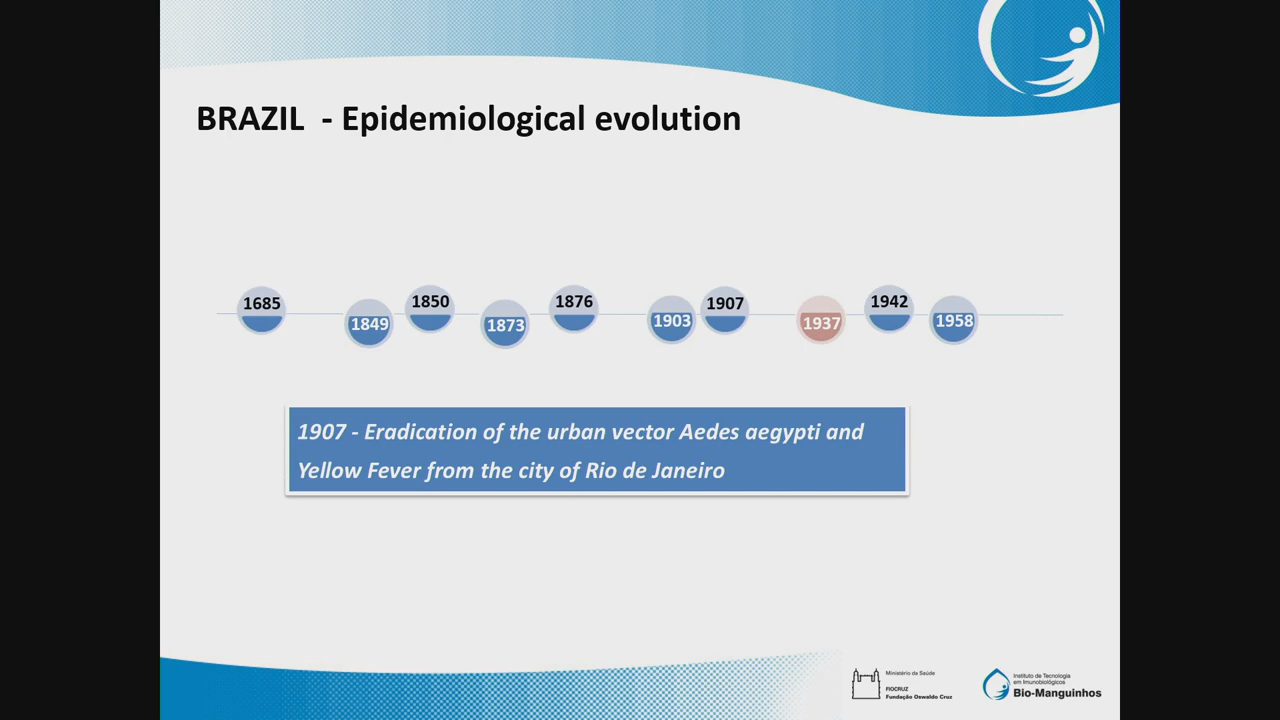 BRAZIL - Epidemiological evolution
1685
1849
1850
1873
1876
1903
1907
1937
1942
1958
1907 - Eradication of the urban vector Aedes aegypti and
Yellow Fever from the city of Rio de Janeiro
Ministério da Saúde
FIOCRUZ
Fundação Oswaldo Cruz
Instituto de Tecnologia
em Imunobiológicos
Bio-Manguinhos